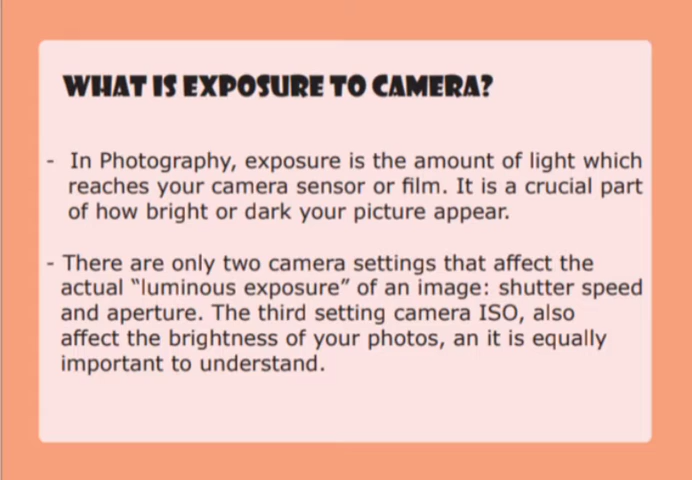 WHAT IS EXPOSURE TO CAMERA?
- In Photography, exposure is the amount of light which
reaches your camera sensor or film. It is a crucial part
of how bright or dark your picture appear.
- There are only two camera settings that affect the
actual “luminous exposure” of an image: shutter speed
and aperture. The third setting camera ISO, also
affect the brightness of your photos, an it is equally
important to understand.